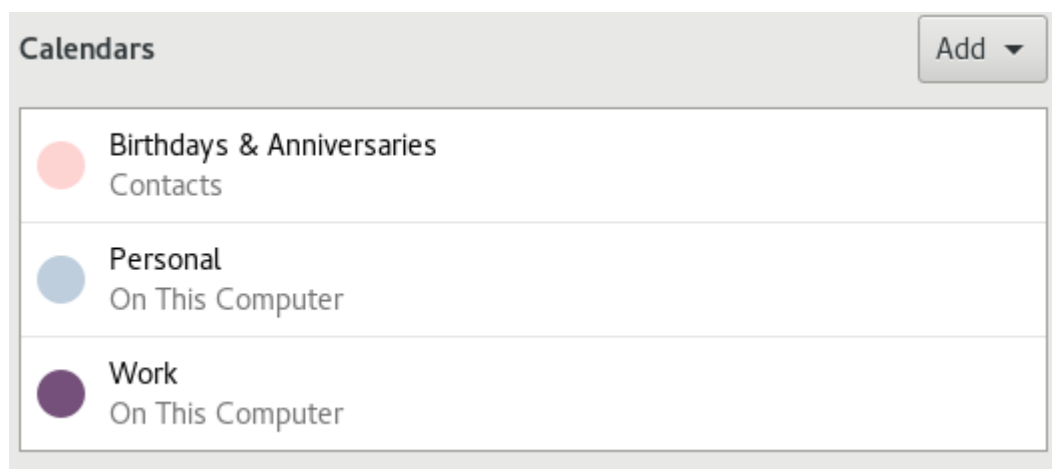 Calendars
Add
Birthdays & Anniversaries
Contacts
Personal
On This Computer
Work
On This Computer